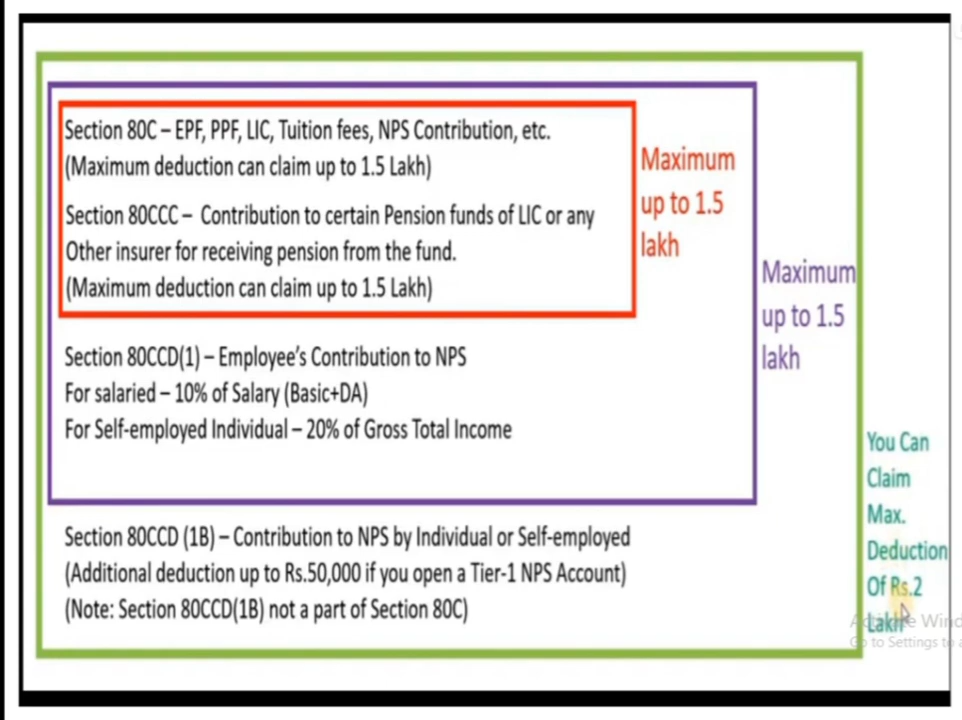 Section 80C – EPF, PPF, LIC, Tuition fees, NPS Contribution, etc.
(Maximum deduction can claim up to 1.5 Lakh)
Section 80CCC – Contribution to certain Pension funds of LIC or any
Other insurer for receiving pension from the fund.
(Maximum deduction can claim up to 1.5 Lakh)
Maximum
up to 1.5
lakh
Section 80CCD(1) – Employee's Contribution to NPS
For salaried – 10% of Salary (Basic+DA)
For Self-employed Individual – 20% of Gross Total Income
Maximum
up to 1.5
lakh
Section 80CCD (1B) – Contribution to NPS by Individual or Self-employed
(Additional deduction up to Rs.50,000 if you open a Tier-1 NPS Account)
(Note: Section 80CCD(1B) not a part of Section 80C)
You Can
Claim
Max.
Deduction
Of Rs.2
Lakh
Go to Settings to